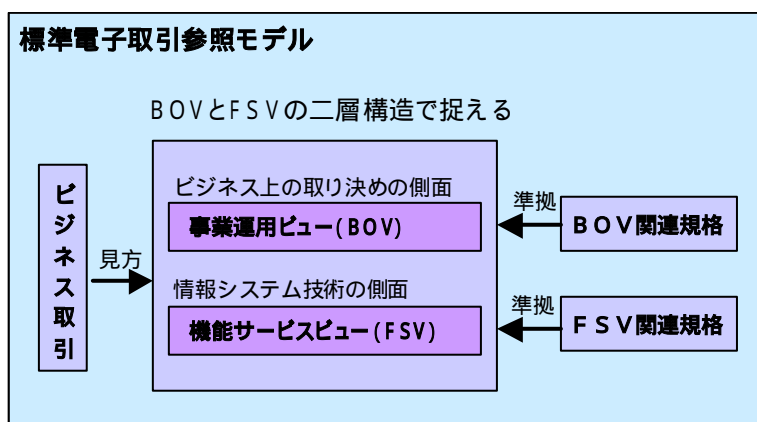 標準電子取引参照モデル
BOVとFSVの二層構造で捉える
ビジネス取引
見方
ビジネス上の取り決めの側面
事業運用ビュー(BOV)
情報システム技術の側面
機能サービスビュー(FSV)
準拠
BOV関連規格
準拠
FSV関連規格